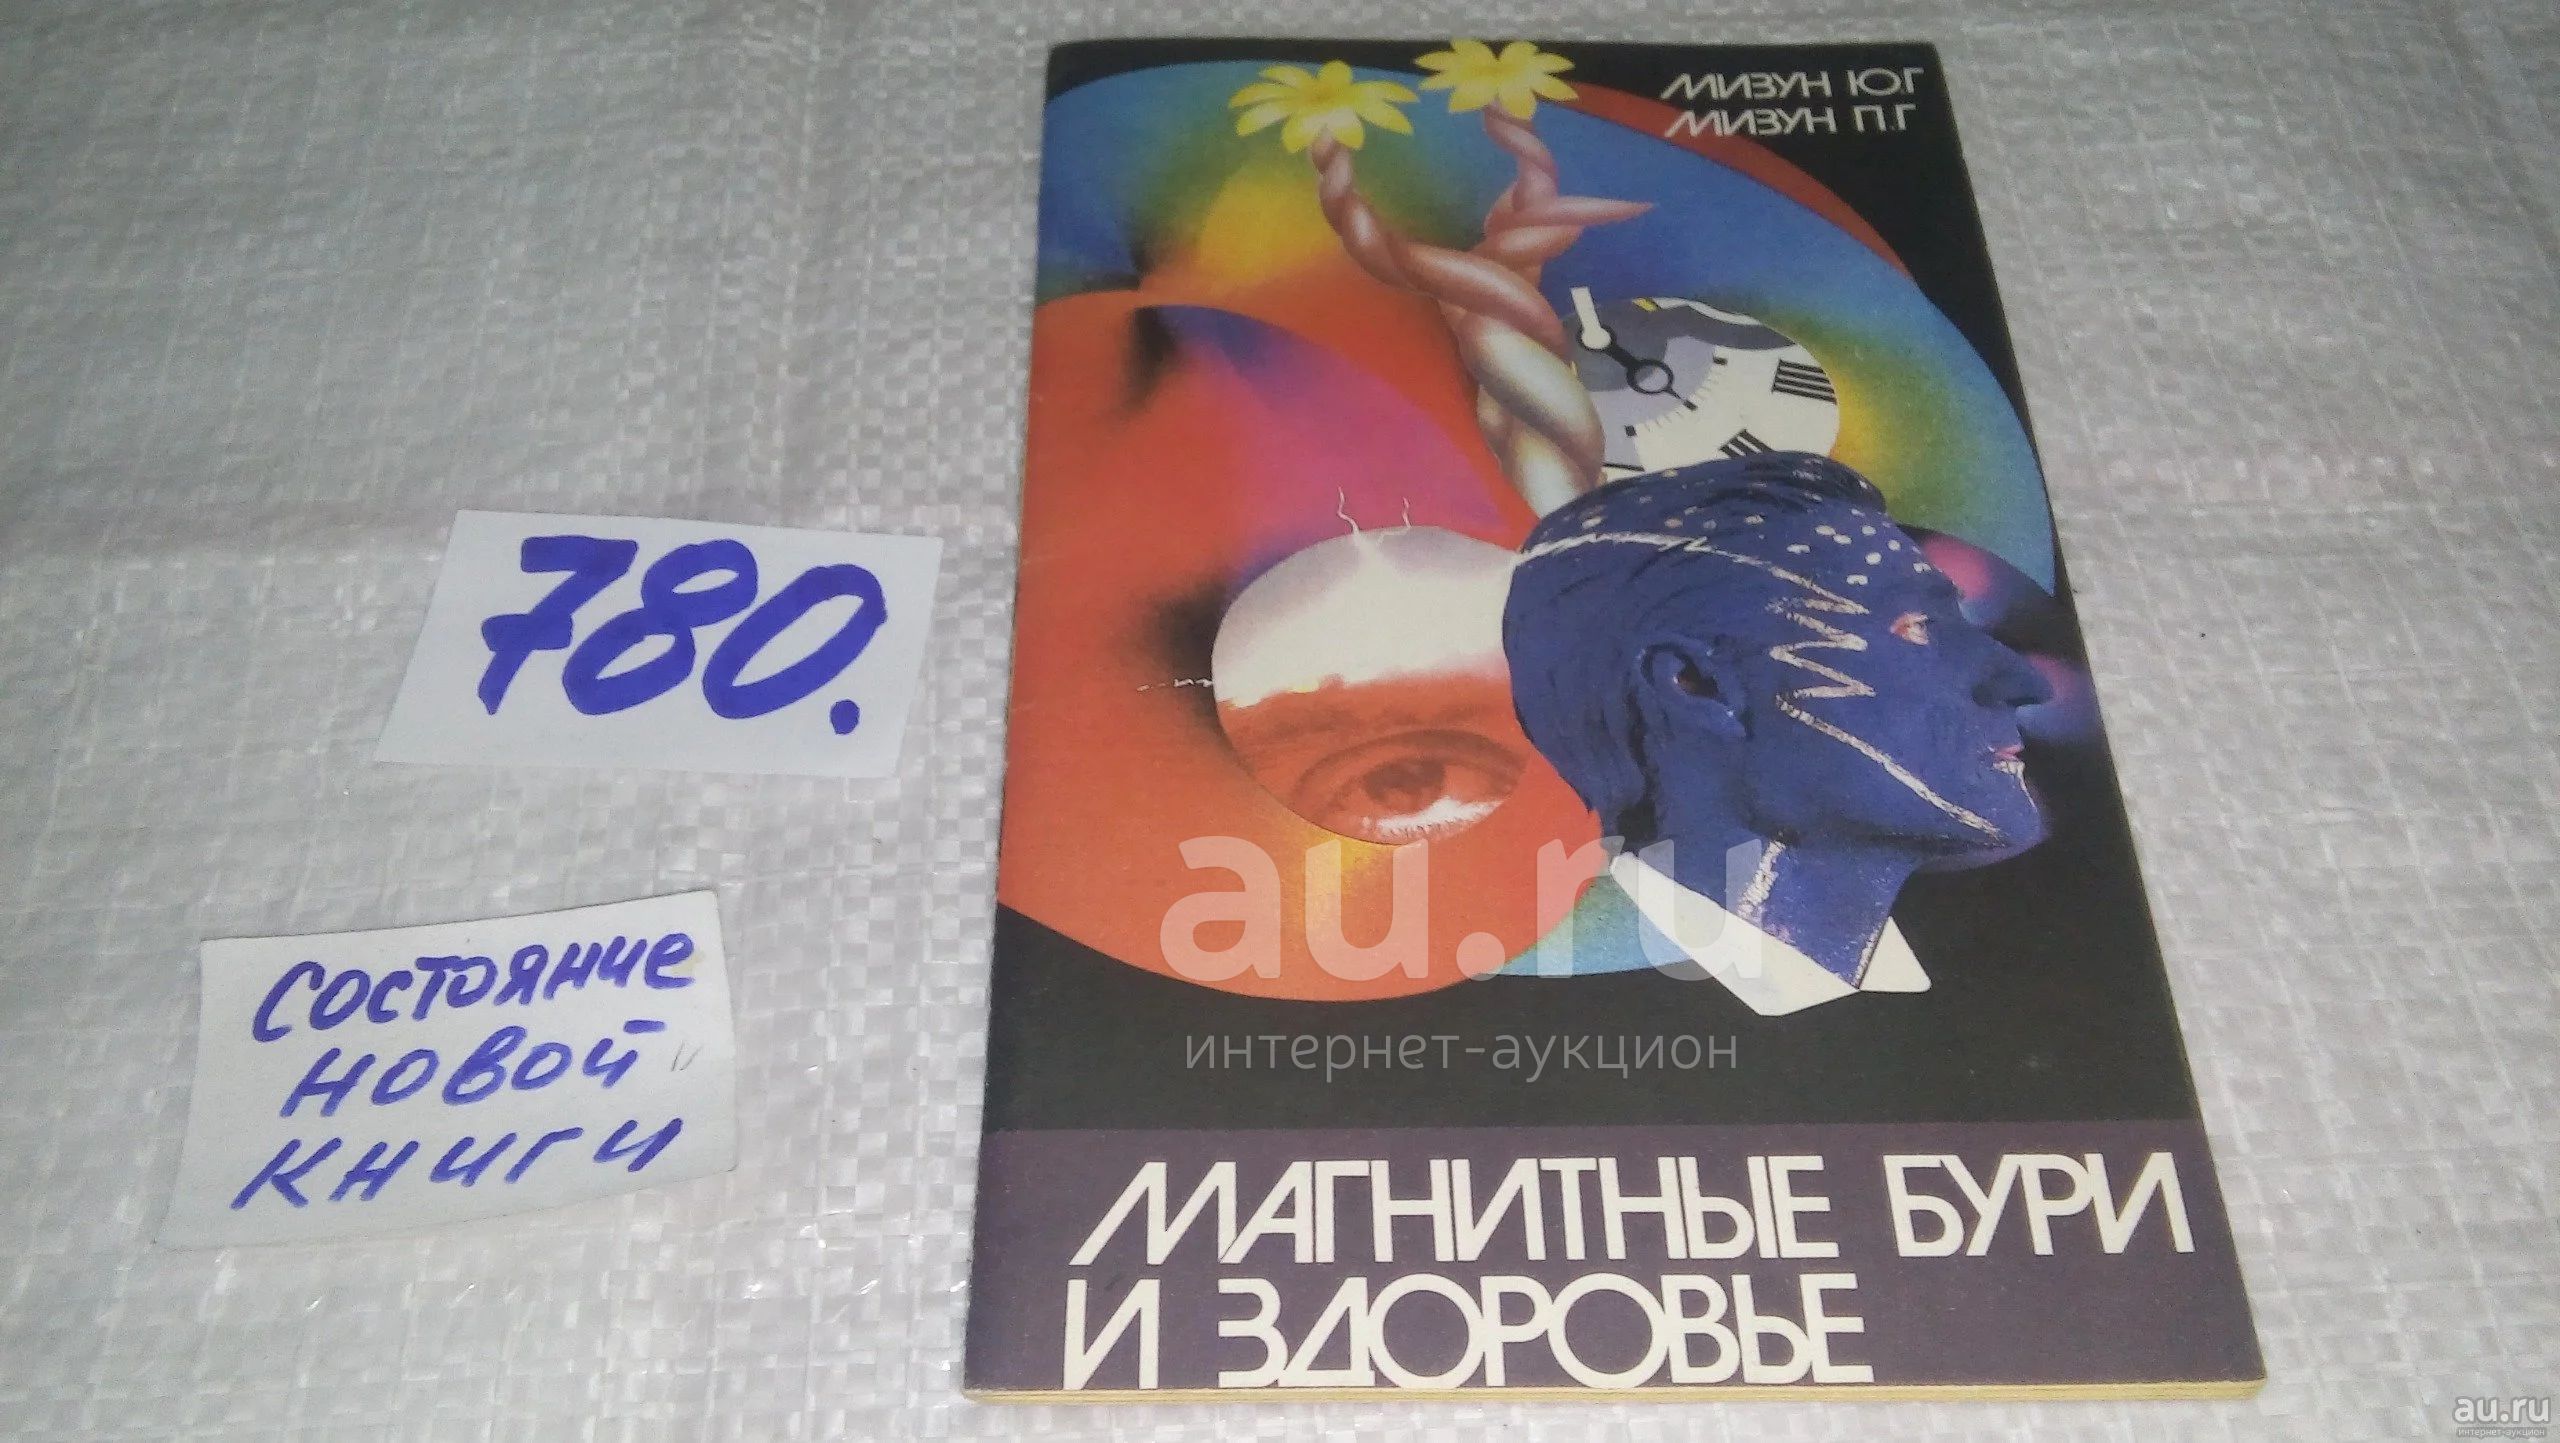 МИЗУН Ю.Г
МИЗУН П.Г
780.
состояние
новой
книги
au.ru
интернет-аукцион
МАГНИТНЫЕ БУРИ
И ЗДОРОВЬЕ
au.ru
интернет-аукцион